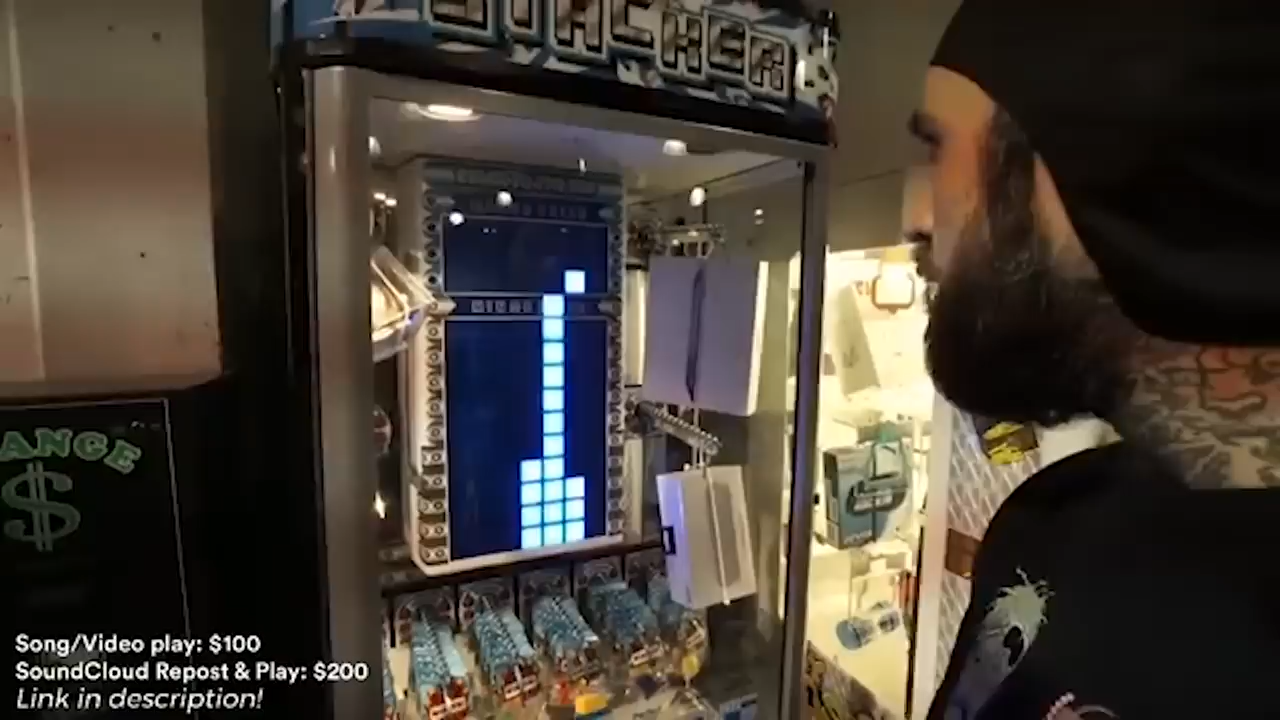 STACKER
ANGE
$
Song/Video play: $100
SoundCloud Repost & Play: $200
Link in description!